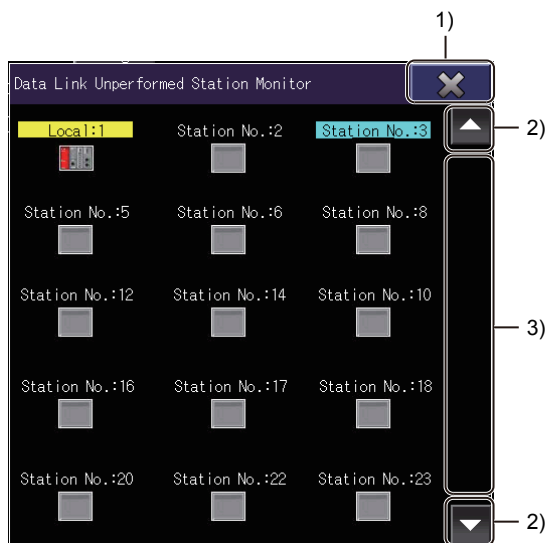 1)
Data Link Unperformed Station Monitor
Local:1 Station No.:2 Station No.:3
2)
Station No.:5 Station No.:6 Station No.:8
Station No.:12 Station No.:14 Station No.:10
3)
Station No.:16 Station No.:17 Station No.:18
Station No.:20 Station No.:22 Station No.:23
2)